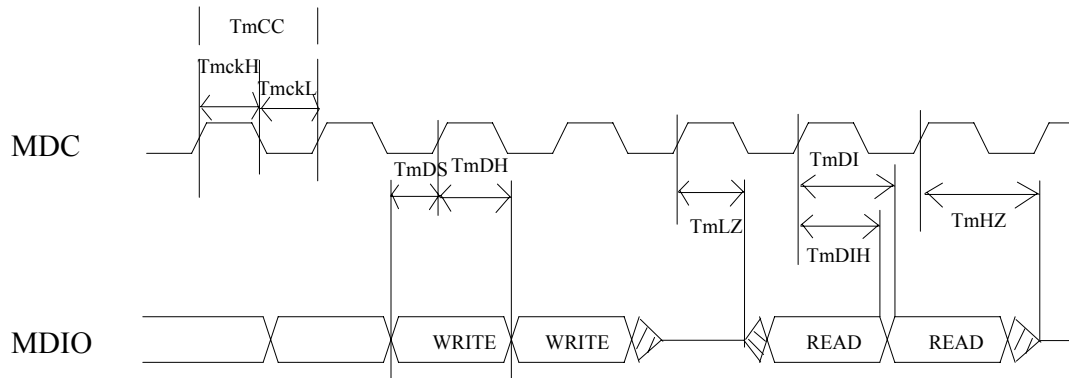 TmCC
TmckH
TmckL
MDC
TmDS
TmDH
TmLZ
TmDI
TmDIH
TmHZ
MDIO
WRITE
WRITE
READ
READ